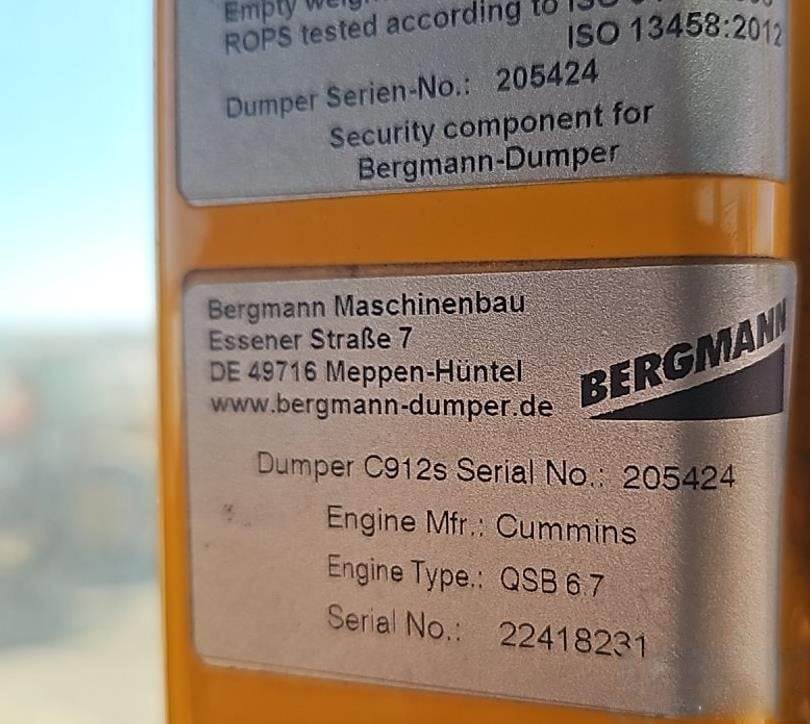 Empty
ROPS tested according to ISO
ISO 13458:2012
Dumper Serien-No.: 205424
Security component for
Bergmann-Dumper
Bergmann Maschinenbau
Essener Straße 7
DE 49716 Meppen-Hüntel
www.bergmann-dumper.de
BERGMANN
Dumper C912s Serial No.: 205424
Engine Mfr.: Cummins
Engine Type.: QSB 6.7
Serial No.: 22418231